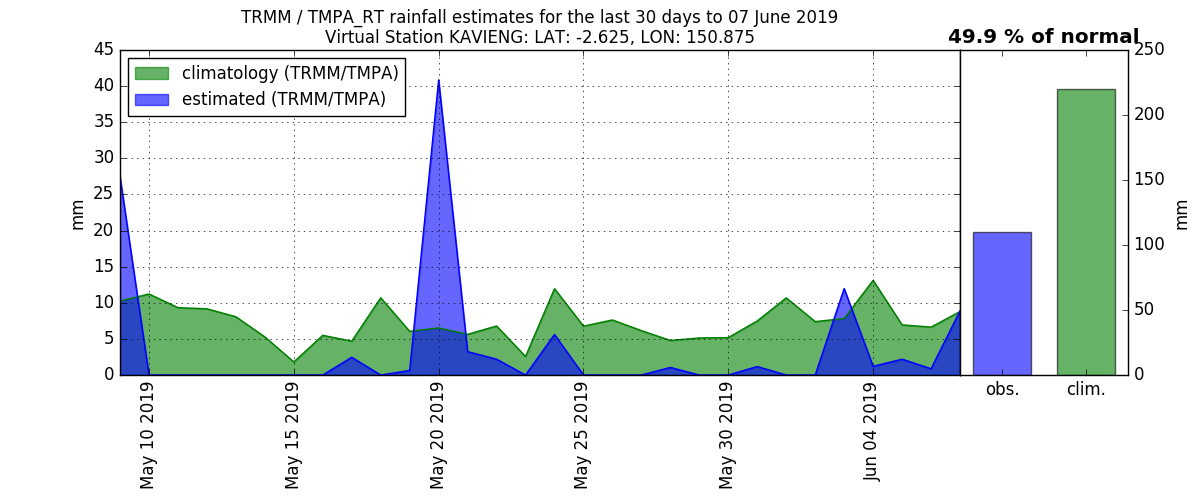 TRMM / TMPA_RT rainfall estimates for the last 30 days to 07 June 2019
Virtual Station KAVIENG: LAT: -2.625, LON: 150.875
49.9 % of normal
climatology (TRMM/TMPA)
estimated (TRMM/TMPA)
45
40
35
30
25
20
15
10
5
0
mm
May 10 2019
May 15 2019
May 20 2019
May 25 2019
May 30 2019
Jun 04 2019
250
200
150
100
50
0
mm
obs.
clim.